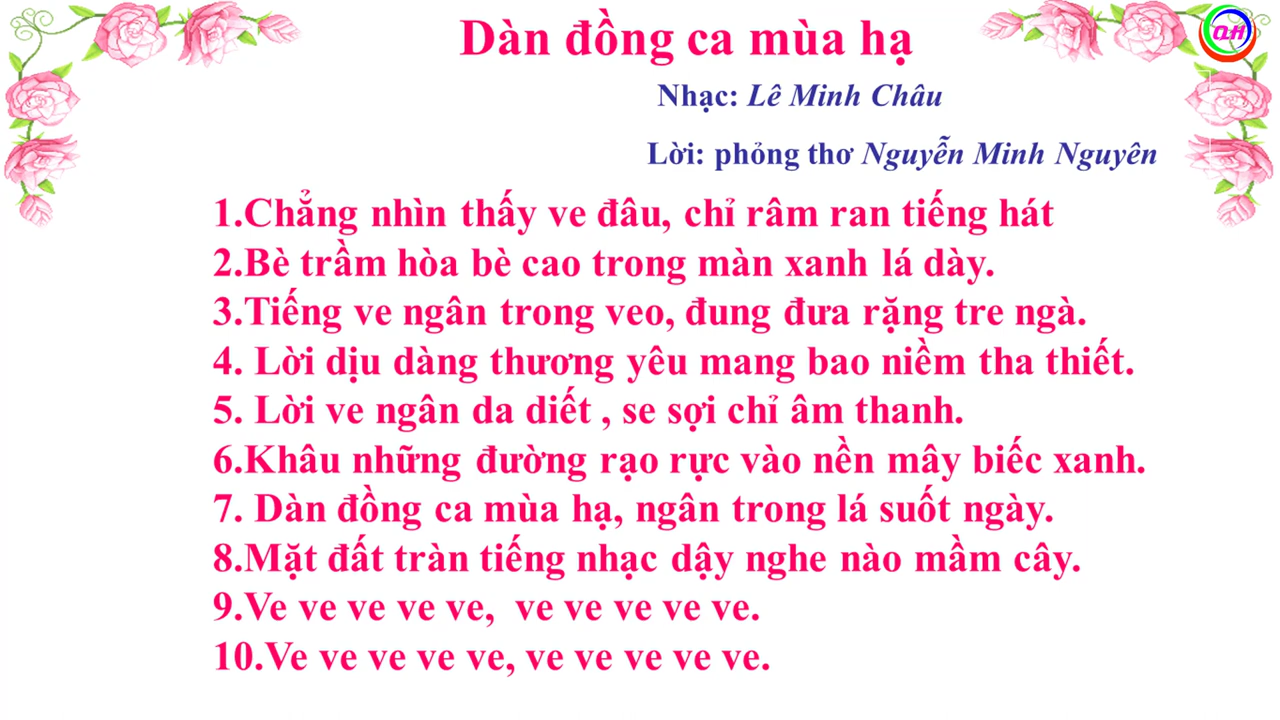 Dàn đồng ca mùa hạ
QH
Nhạc: Lê Minh Châu
Lời: phỏng thơ Nguyễn Minh Nguyên
1.Chẳng nhìn thấy ve đâu, chỉ râm ran tiếng hát
2.Bè trầm hòa bè cao trong màn xanh lá dày.
3.Tiếng ve ngân trong veo, đung đưa rặng tre ngà.
4. Lời dịu dàng thương yêu mang bao niềm tha thiết.
5. Lời ve ngân da diết , se sợi chỉ âm thanh.
6.Khâu những đường rạo rực vào nền mây biếc xanh.
7. Dàn đồng ca mùa hạ, ngân trong lá suốt ngày.
8.Mặt đất tràn tiếng nhạc dậy nghe nào mầm cây.
9.Ve ve ve ve ve, ve ve ve ve ve.
10.Ve ve ve ve ve, ve ve ve ve ve.